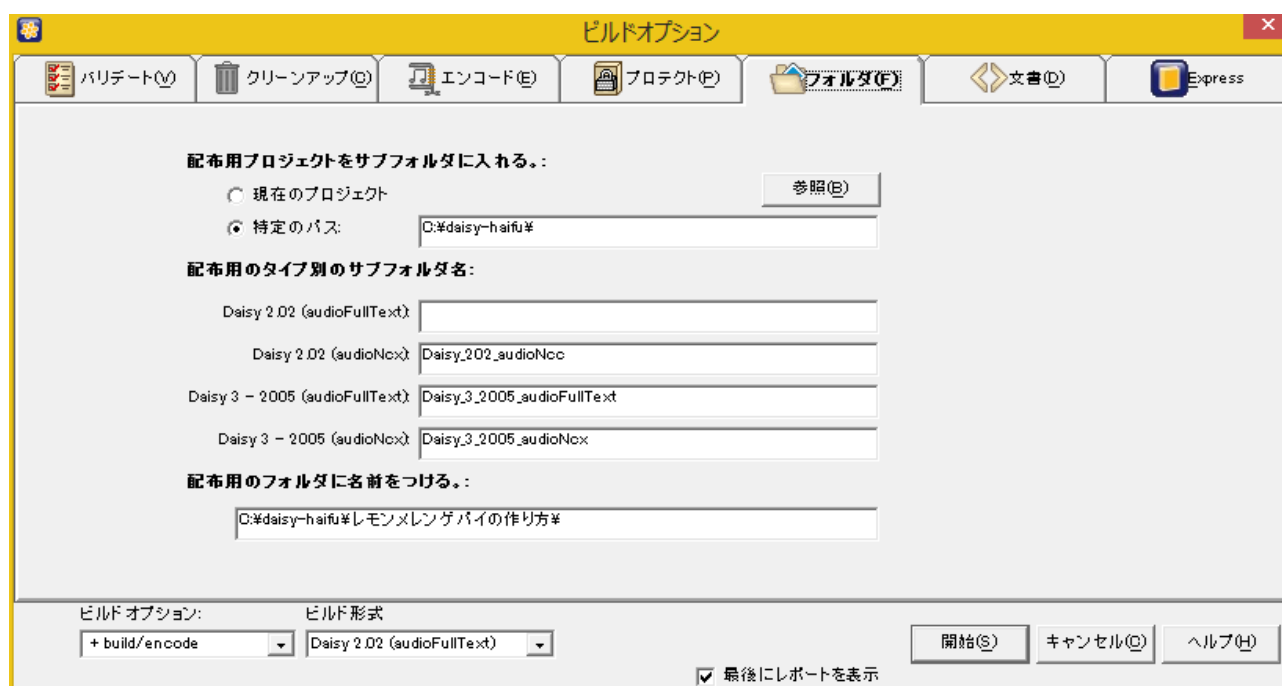 ビルドオプション
バリデート(V) クリーンアップ(C) エンコード(E) プロテクト(P) フォルダ(F) 文書(D) Express
配布用プロジェクトをサブフォルダに入れる。:
現在のプロジェクト 参照(B)
特定のパス: C:¥daisy-haifu¥
配布用のタイプ別のサブフォルダ名:
Daisy 2.02 (audioFullText):
Daisy 2.02 (audioNcx): Daisy_202_audioNcc
Daisy 3 - 2005 (audioFullText): Daisy_3_2005_audioFullText
Daisy 3 - 2005 (audioNcx): Daisy_3_2005_audioNcx
配布用のフォルダに名前をつける。:
C:¥daisy-haifu¥レモンメレンゲパイの作り方¥
ビルドオプション: ビルド形式
+ build/encode Daisy 2.02 (audioFullText) 開始(S) キャンセル(C) ヘルプ(H)
最後にレポートを表示